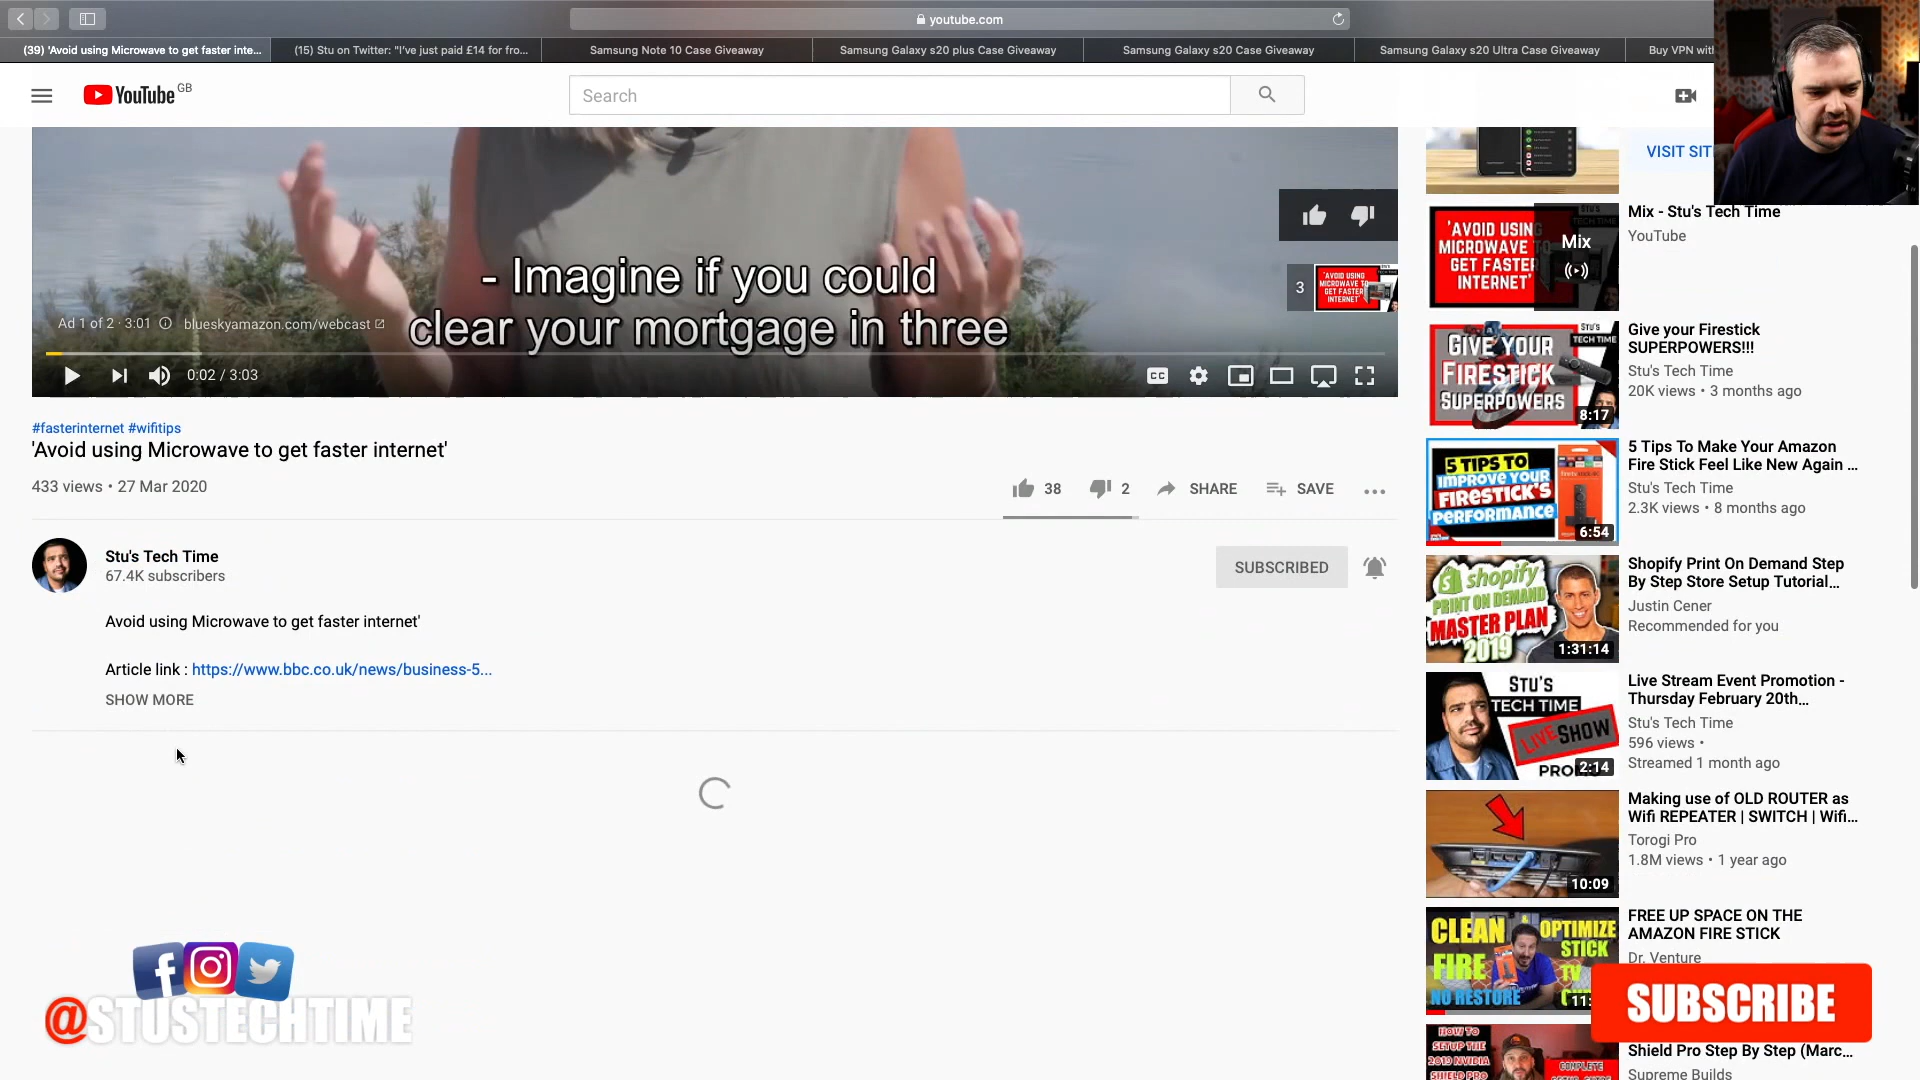 youtube.com
(39) 'Avoid using Microwave to get faster inte...
(15) Stu on Twitter: "I've just paid £14 for fro...
Samsung Note 10 Case Giveaway
Samsung Galaxy s20 plus Case Giveaway
Samsung Galaxy s20 Case Giveaway
Samsung Galaxy s20 Ultra Case Giveaway
Buy VPN wit
YouTube GB
Search
- Imagine if you could
clear your mortgage in three
Ad 1 of 2 · 3:01
blueskyamazon.com/webcast
3
'AVOID USING
MICROWAVE TO
GET FASTER
INTERNET'
0:02 / 3:03
CC
#fasterinternet #wifitips
'Avoid using Microwave to get faster internet'
433 views • 27 Mar 2020
38
2
SHARE
SAVE
Stu's Tech Time
67.4K subscribers
SUBSCRIBED
Avoid using Microwave to get faster internet'
Article link : https://www.bbc.co.uk/news/business-5...
SHOW MORE
@STUSTECHTIME
VISIT SIT
'AVOID USIN
MICROWAVE TO
GET FASTER
INTERNET'
Mix
Mix - Stu's Tech Time
YouTube
STU'S
TECH TIME
GIVE YOUR
FIRESTICK
SUPERPOWERS
8:17
Give your Firestick
SUPERPOWERS!!!
Stu's Tech Time
20K views • 3 months ago
5 TIPS TO
IMPROVE YOUR
FIRESTICK'S
PERFORMANCE
6:54
5 Tips To Make Your Amazon
Fire Stick Feel Like New Again ...
Stu's Tech Time
2.3K views • 8 months ago
shopify
PRINT ON DEMAND
MASTER PLAN
2019
1:31:14
Shopify Print On Demand Step
By Step Store Setup Tutorial...
Justin Cener
Recommended for you
STU'S
TECH TIME
LIVE SHOW
PROMO
2:14
Live Stream Event Promotion -
Thursday February 20th...
Stu's Tech Time
596 views •
Streamed 1 month ago
10:09
Making use of OLD ROUTER as
Wifi REPEATER | SWITCH | Wifi...
Torogi Pro
1.8M views • 1 year ago
CLEAN & OPTIMIZE
FIRE STICK
TV
NO RESTORE
11:
FREE UP SPACE ON THE
AMAZON FIRE STICK
Dr. Venture
SUBSCRIBE
HOW TO
SETUP THE
2019 NVIDIA
SHIELD PRO
COMPLETE
Shield Pro Step By Step (Marc...
Supreme Builds